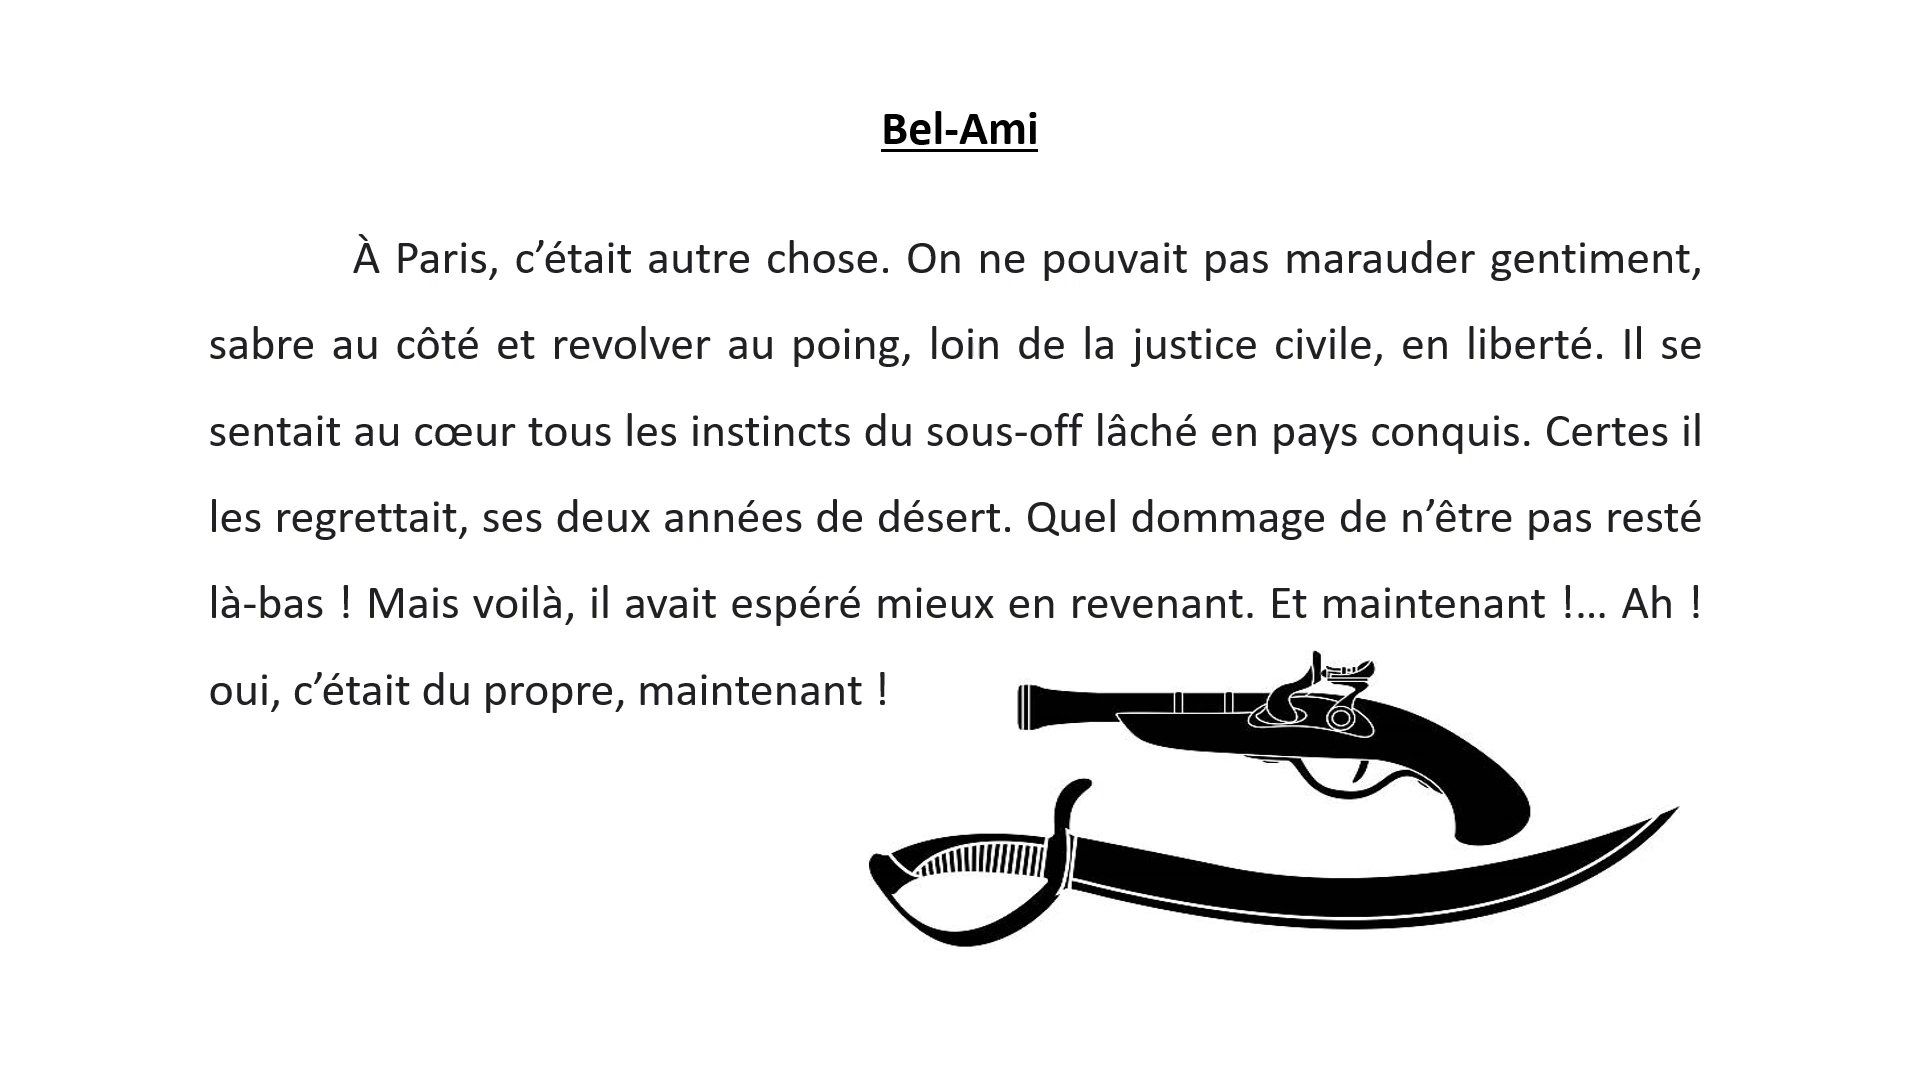 Bel-Ami
À Paris, c’était autre chose. On ne pouvait pas marauder gentiment,
sabre au côté et revolver au poing, loin de la justice civile, en liberté. Il se
sentait au cœur tous les instincts du sous-off lâché en pays conquis. Certes il
les regrettait, ses deux années de désert. Quel dommage de n’être pas resté
là-bas ! Mais voilà, il avait espéré mieux en revenant. Et maintenant !… Ah !
oui, c’était du propre, maintenant !